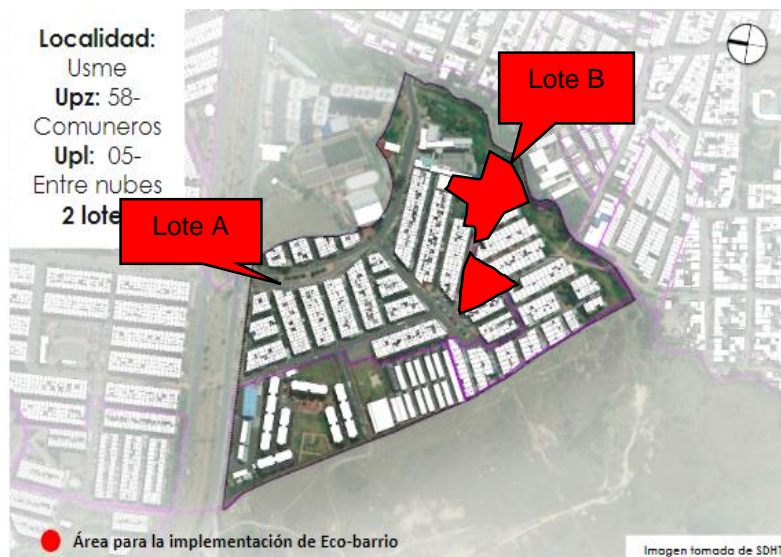 Localidad:
Usme
Upz: 58-
Comuneros
Upl: 05-
Entre nubes
2 lote
Lote A
Lote B
Área para la implementación de Eco-barrio
Imagen tomada de SDHT